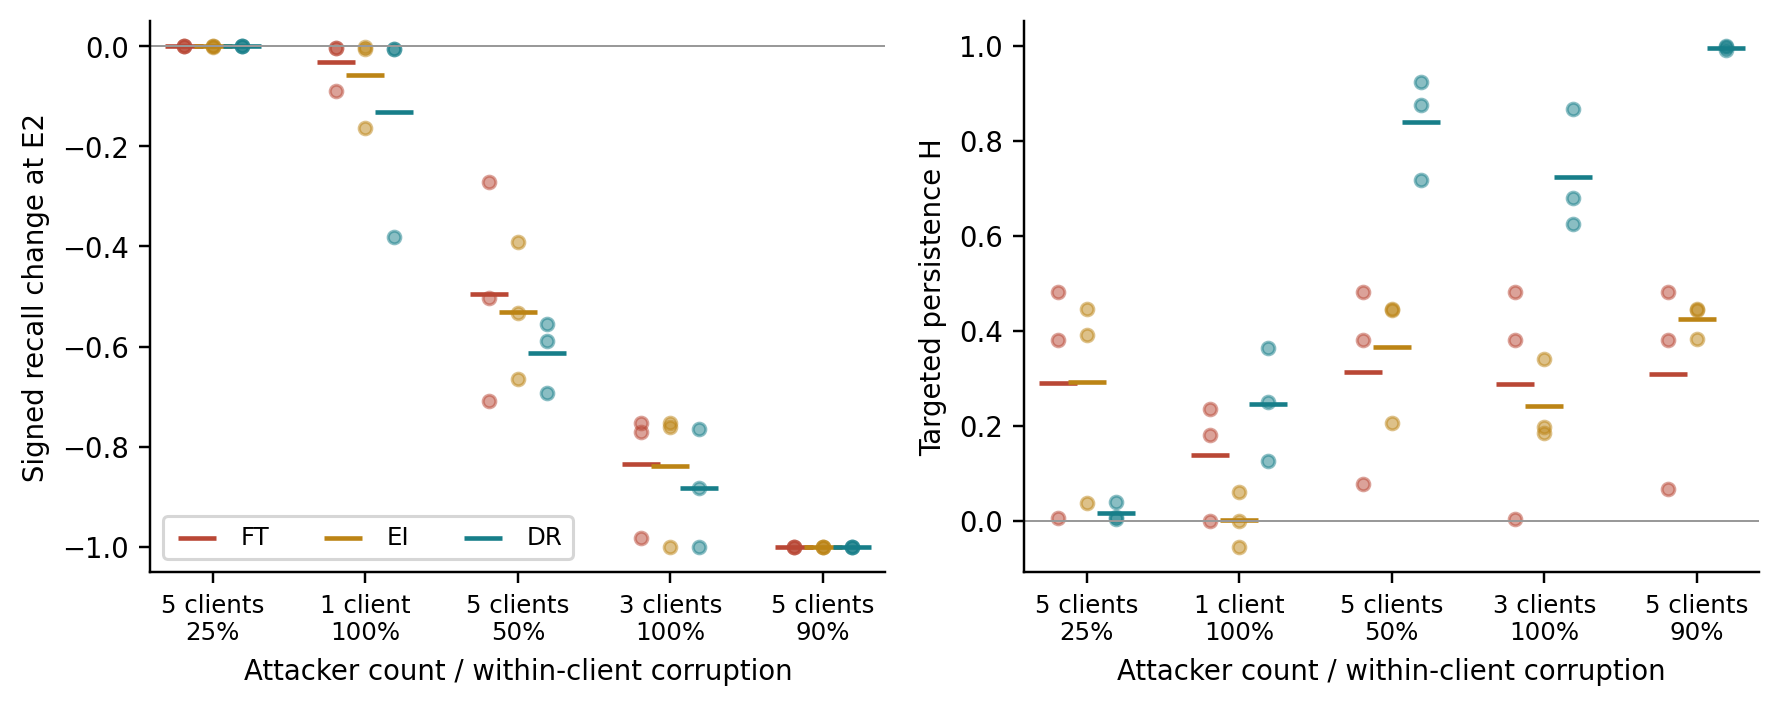 0.0
−0.2
−0.4
−0.6
−0.8
−1.0
Signed recall change at E2
FT EI DR
5 clients 1 client 5 clients 3 clients 5 clients
25% 100% 50% 100% 90%
Attacker count / within-client corruption
1.0
0.8
0.6
0.4
0.2
0.0
Targeted persistence H
5 clients 1 client 5 clients 3 clients 5 clients
25% 100% 50% 100% 90%
Attacker count / within-client corruption